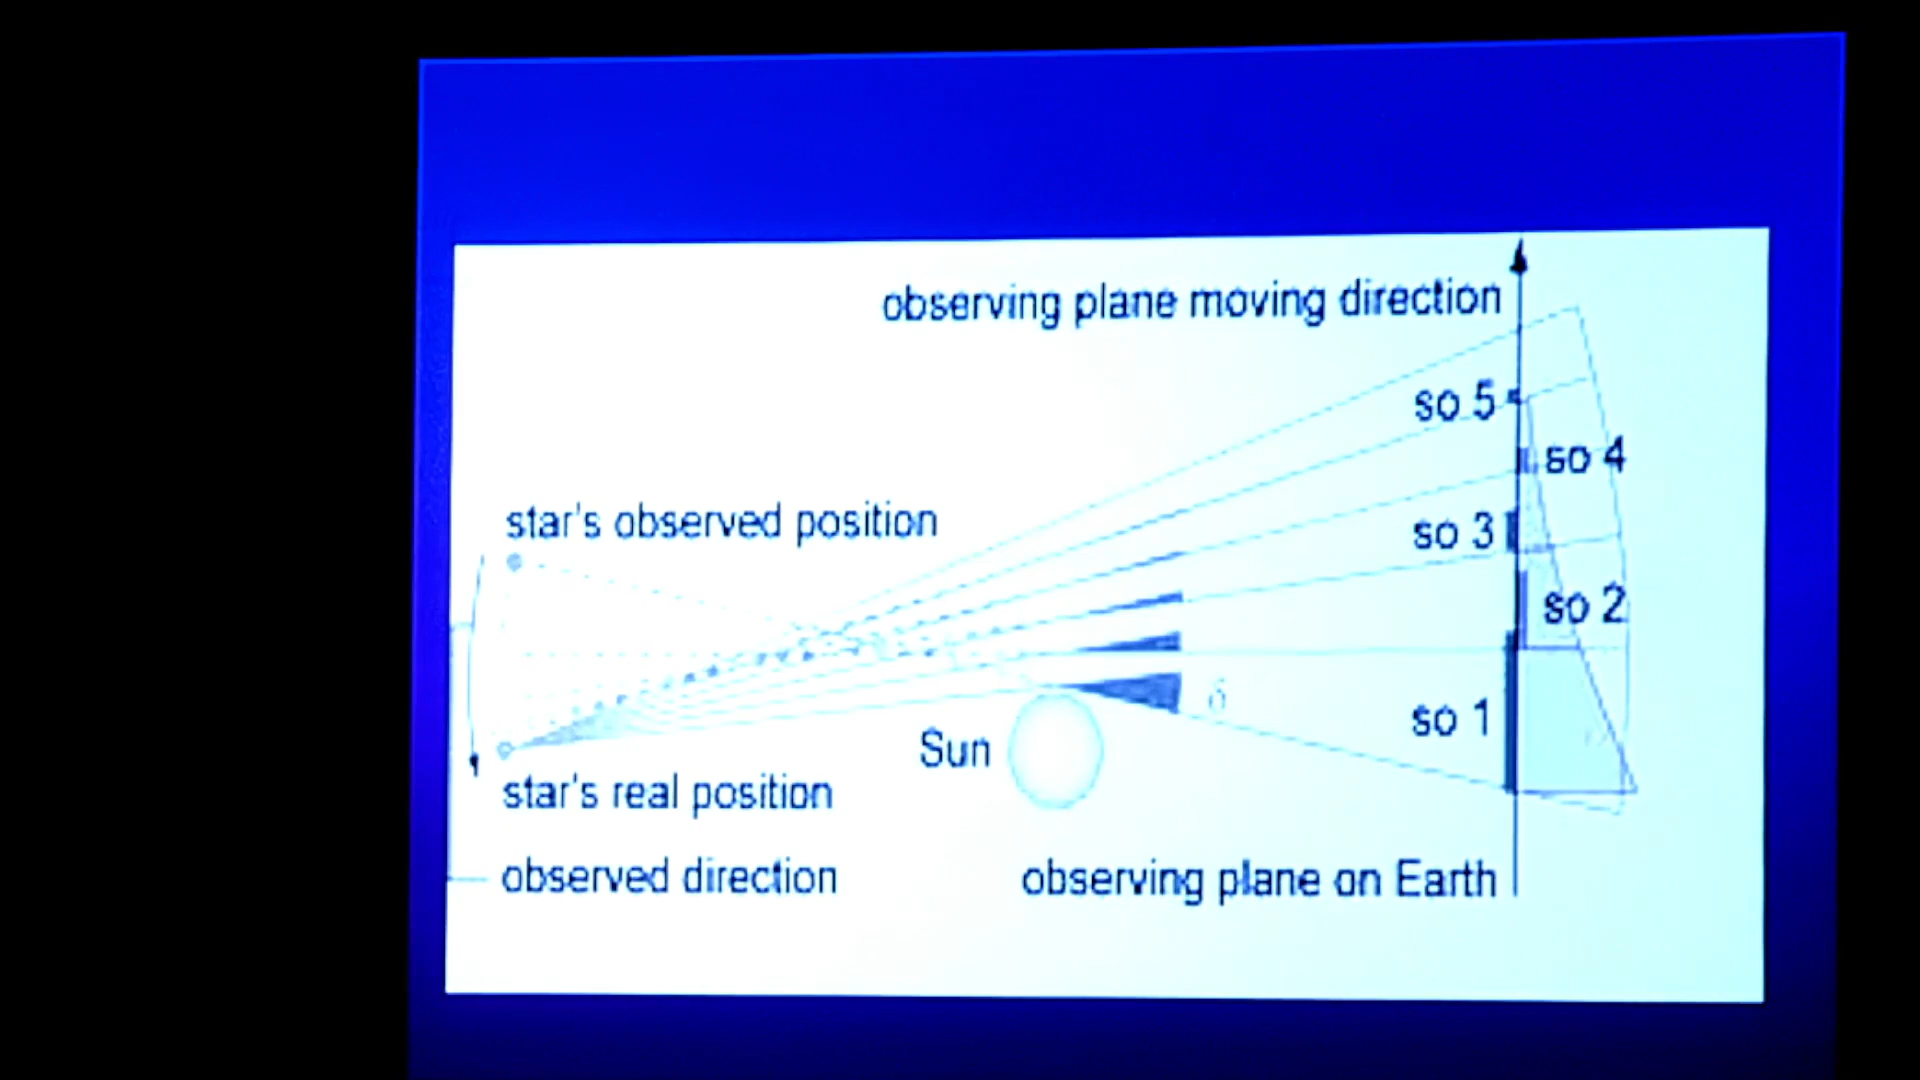 observing plane moving direction
so 5
so 4
star's observed position
so 3
so 2
δ
so 1
Sun
star's real position
observed direction
observing plane on Earth